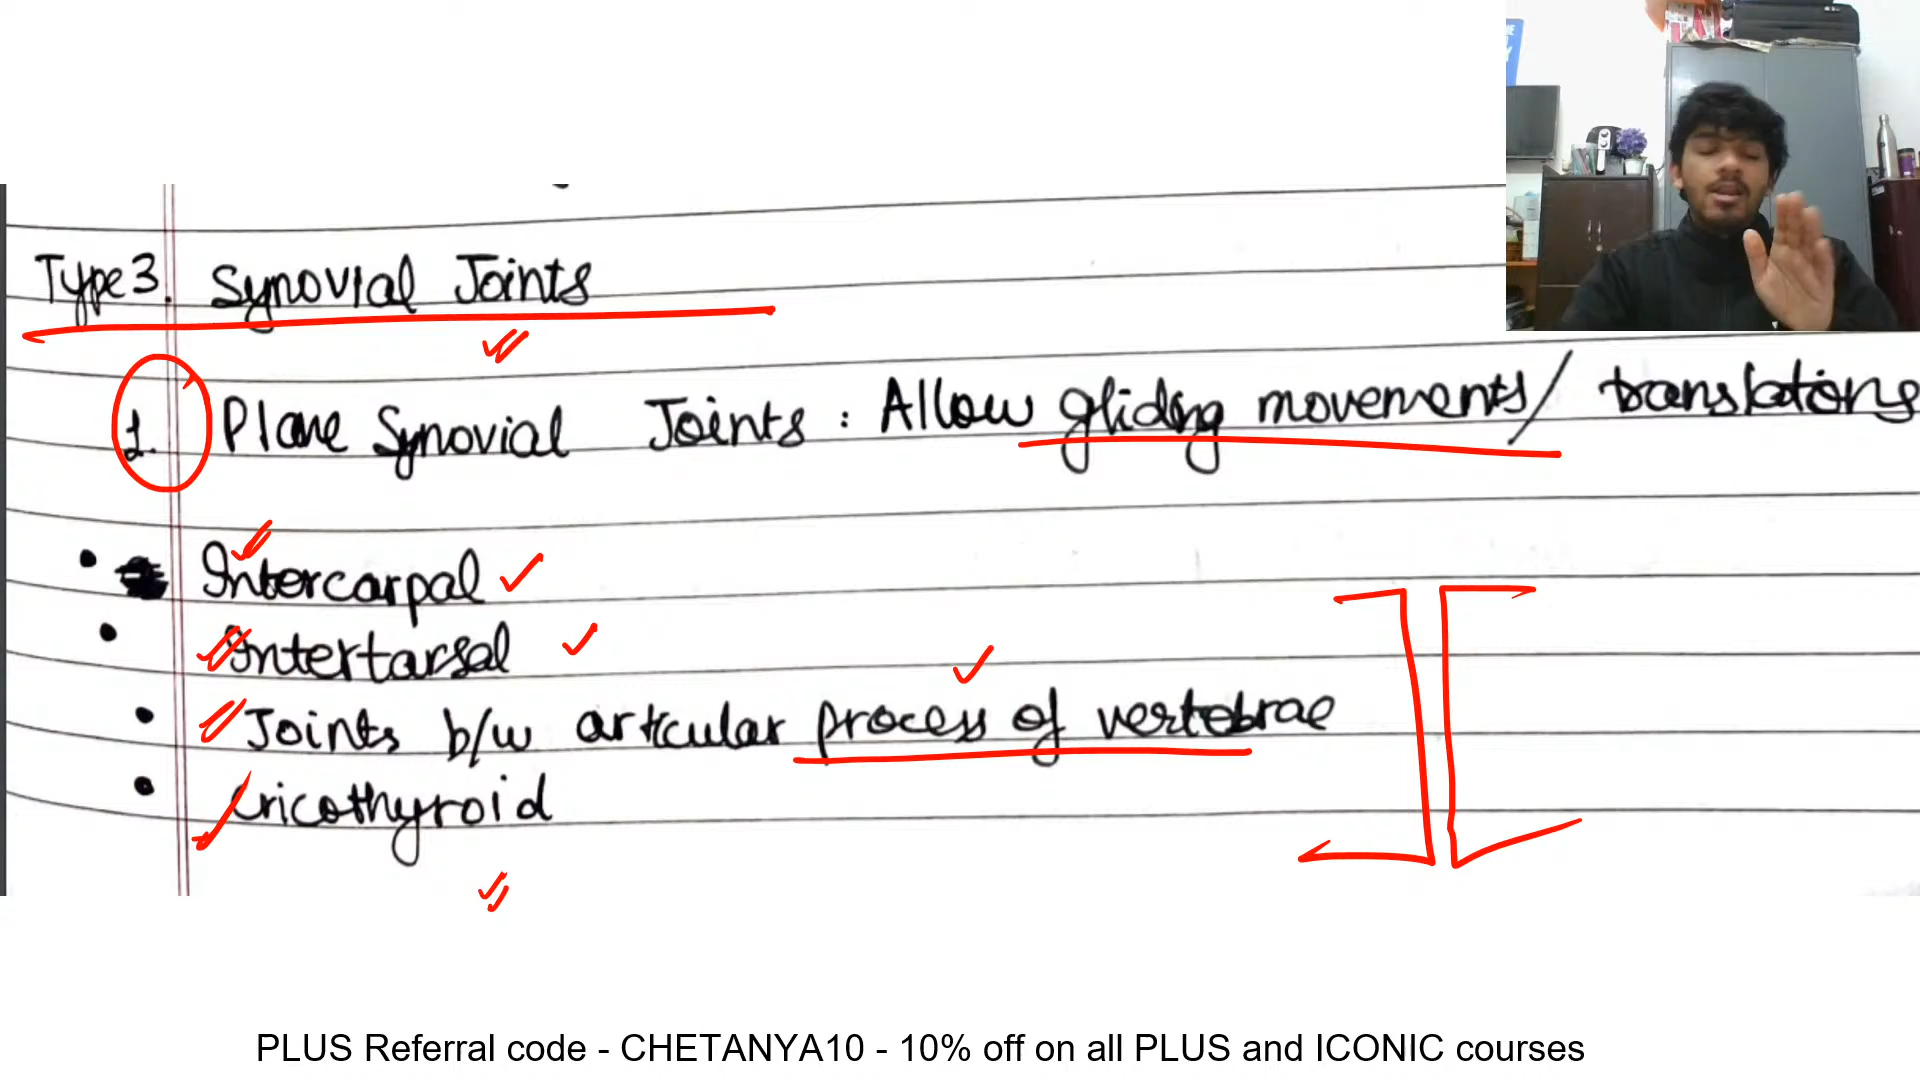 Type 3. Synovial Joints
1. Plane Synovial Joints : Allow gliding movements / translations
• Intercarpal
• Intertarsal
• Joints b/w articular process of vertebrae
• Cricothyroid
PLUS Referral code - CHETANYA10 - 10% off on all PLUS and ICONIC courses